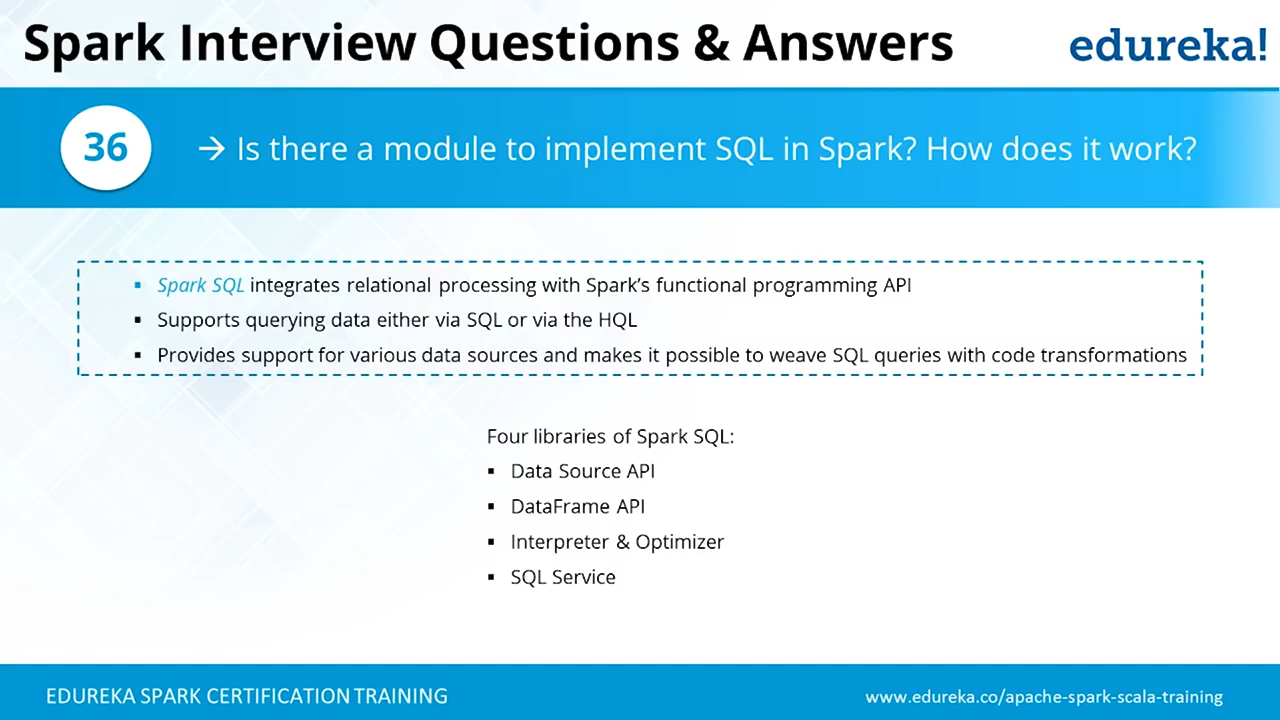 Spark Interview Questions & Answers
edureka!
36
→ Is there a module to implement SQL in Spark? How does it work?
▪ Spark SQL integrates relational processing with Spark’s functional programming API
▪ Supports querying data either via SQL or via the HQL
▪ Provides support for various data sources and makes it possible to weave SQL queries with code transformations
Four libraries of Spark SQL:
▪ Data Source API
▪ DataFrame API
▪ Interpreter & Optimizer
▪ SQL Service
EDUREKA SPARK CERTIFICATION TRAINING
www.edureka.co/apache-spark-scala-training